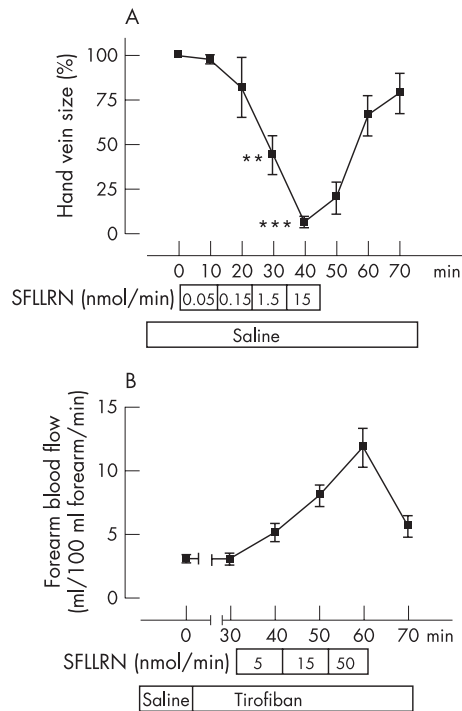 A
Hand vein size (%)
100
75
50
25
0
**
***
0 10 20 30 40 50 60 70 min
SFLLRN (nmol/min) 0.05 0.15 1.5 15
Saline
B
Forearm blood flow
(ml/100 ml forearm/min)
15
10
5
0
0 30 40 50 60 70 min
SFLLRN (nmol/min) 5 15 50
Saline Tirofiban